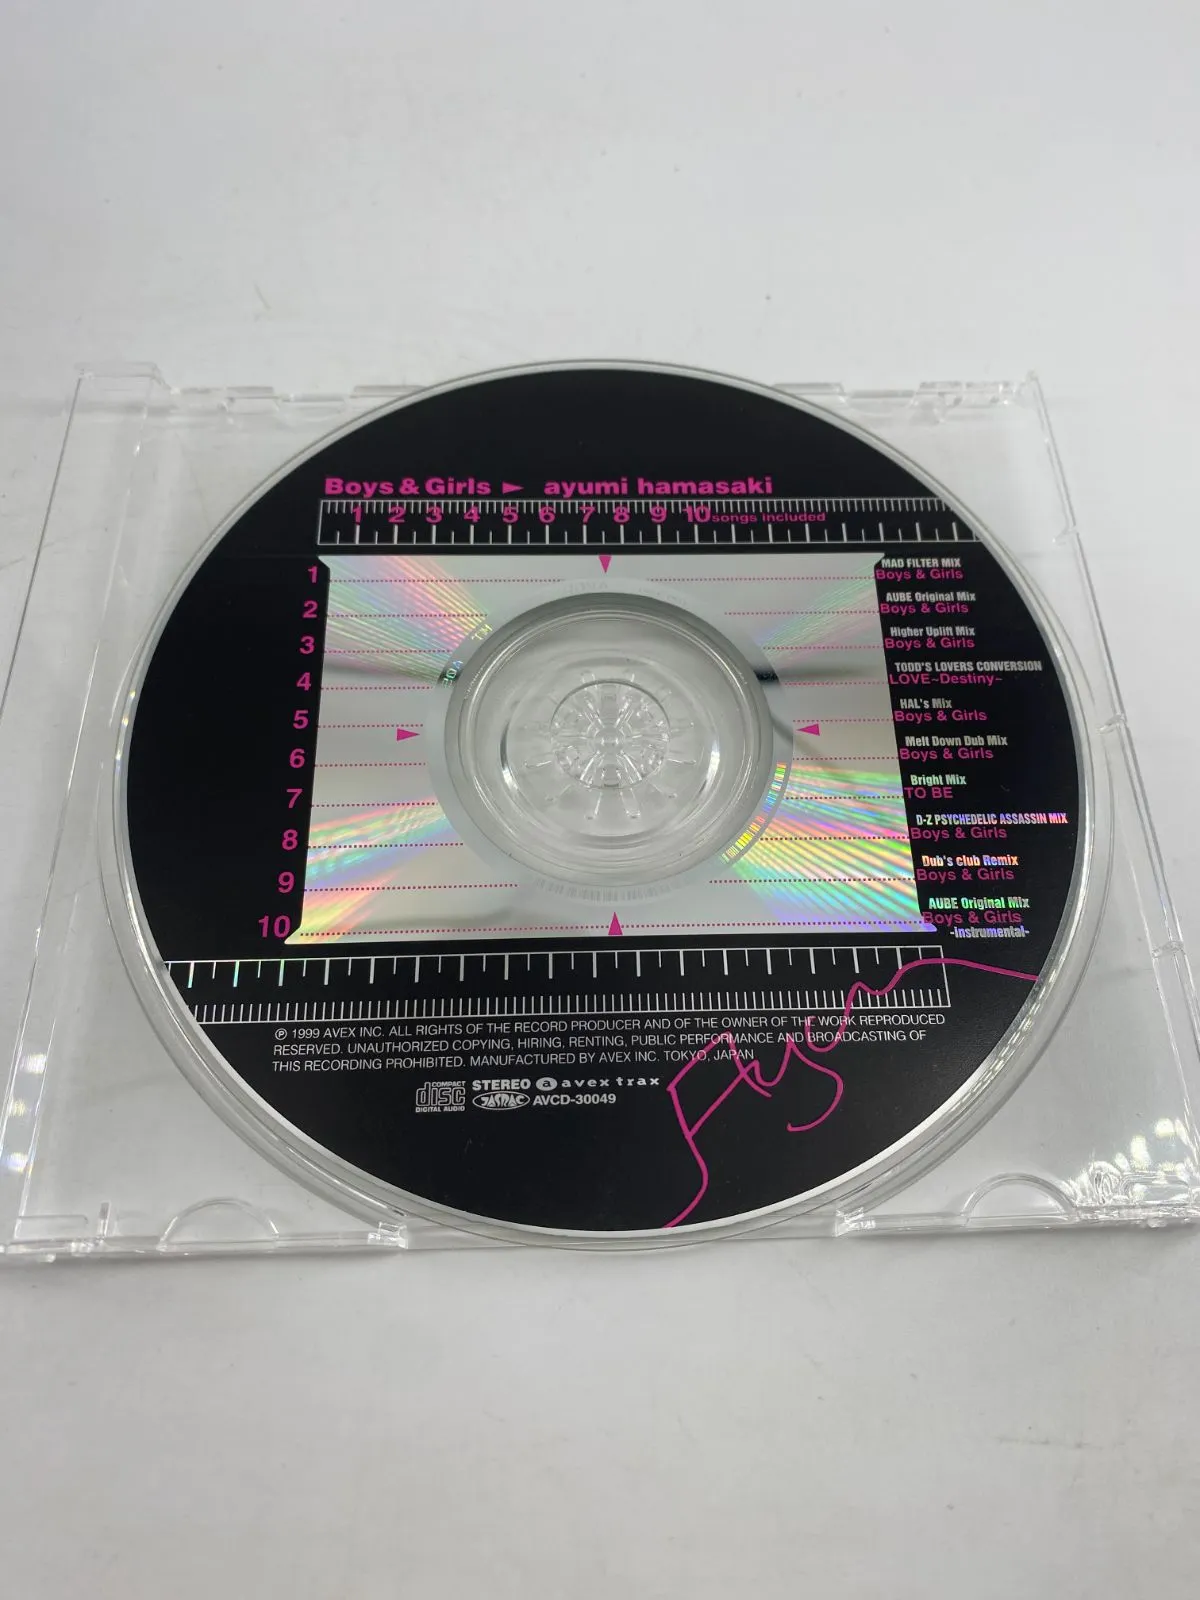 Boys & Girls ► ayumi hamasaki
1 2 3 4 5 6 7 8 9 10 songs included
1 MAD FILTER MIX
Boys & Girls
2 AUBE Original Mix
Boys & Girls
3 Higher Uplift Mix
Boys & Girls
4 TODD'S LOVERS CONVERSION
LOVE~Destiny~
5 HAL's Mix
Boys & Girls
6 Melt Down Dub Mix
Boys & Girls
7 Bright Mix
TO BE
8 D-Z PSYCHEDELIC ASSASSIN MIX
Boys & Girls
9 Dub's club Remix
Boys & Girls
10 AUBE Original Mix
Boys & Girls
-instrumental-
Ⓟ 1999 AVEX INC. ALL RIGHTS OF THE RECORD PRODUCER AND OF THE OWNER OF THE WORK REPRODUCED
RESERVED. UNAUTHORIZED COPYING, HIRING, RENTING, PUBLIC PERFORMANCE AND BROADCASTING OF
THIS RECORDING PROHIBITED. MANUFACTURED BY AVEX INC. TOKYO, JAPAN
COMPACT disc DIGITAL AUDIO STEREO a avex trax
JASRAC AVCD-30049
Ayu